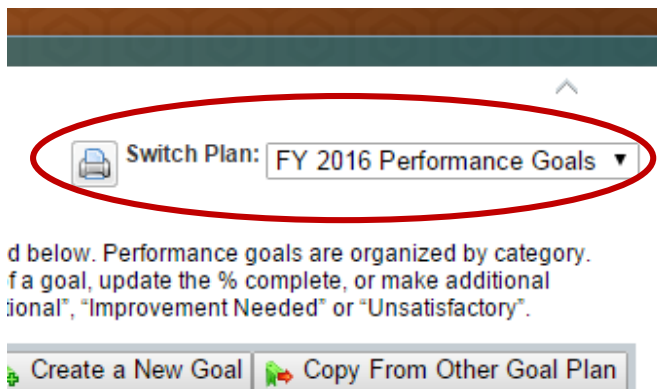 Switch Plan: FY 2016 Performance Goals
d below. Performance goals are organized by category.
f a goal, update the % complete, or make additional
tional”, “Improvement Needed” or “Unsatisfactory”.
Create a New Goal Copy From Other Goal Plan